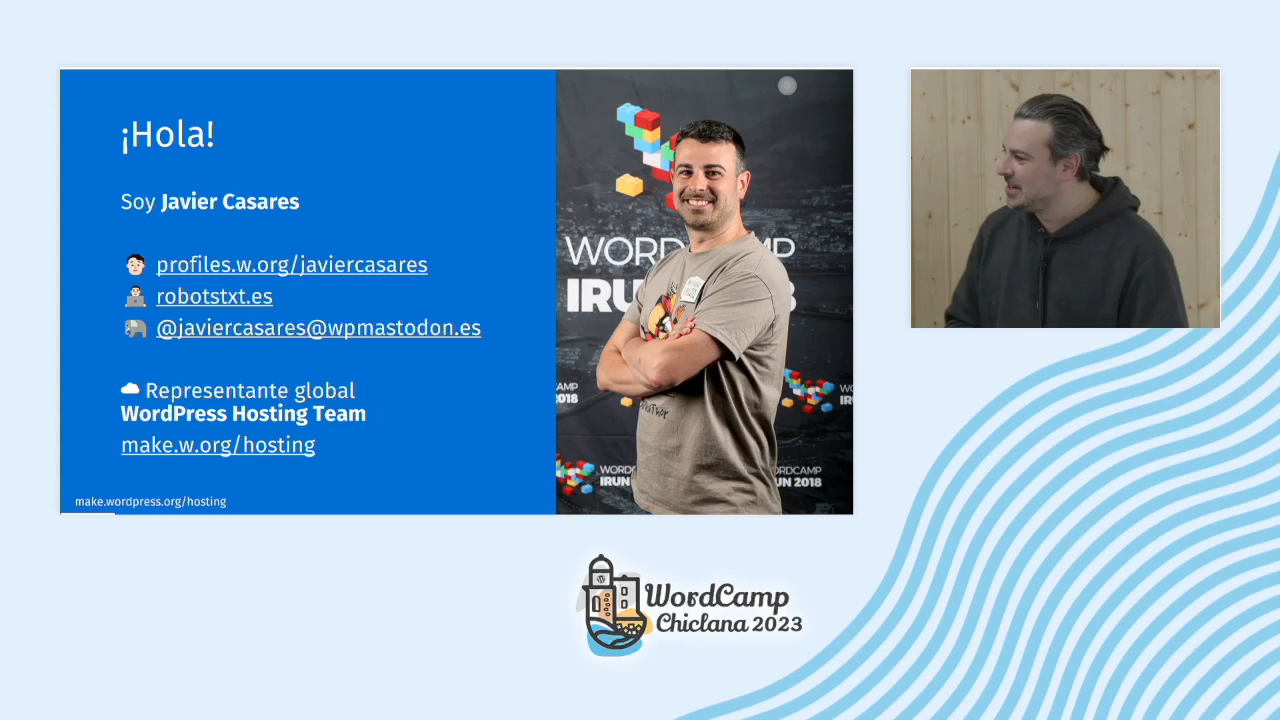 ¡Hola!
Soy Javier Casares
profiles.w.org/javiercasares
robotstxt.es
@javiercasares@wpmastodon.es
Representante global
WordPress Hosting Team
make.w.org/hosting
make.wordpress.org/hosting
IRUN 2018
WordCamp
Chiclana 2023